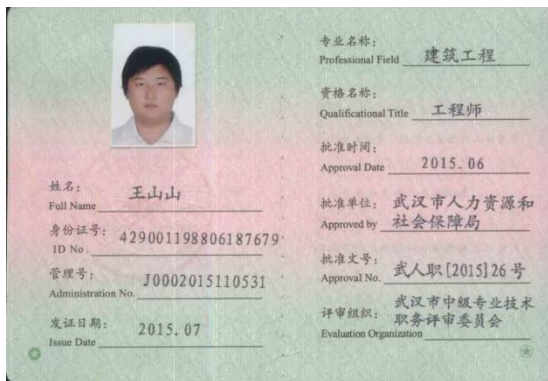 姓名：
Full Name 王山山
身份证号：
ID No. 429001198806187679
管理号：
Administration No. J0002015110531
发证日期：
Issue Date 2015.07
专业名称：
Professional Field 建筑工程
资格名称：
Qualificational Title 工程师
批准时间：
Approval Date 2015.06
批准单位： 武汉市人力资源和
Approved by 社会保障局
批准文号：
Approval No. 武人职[2015]26号
评审组织： 武汉市中级专业技术
职务评审委员会
Evaluation Organization